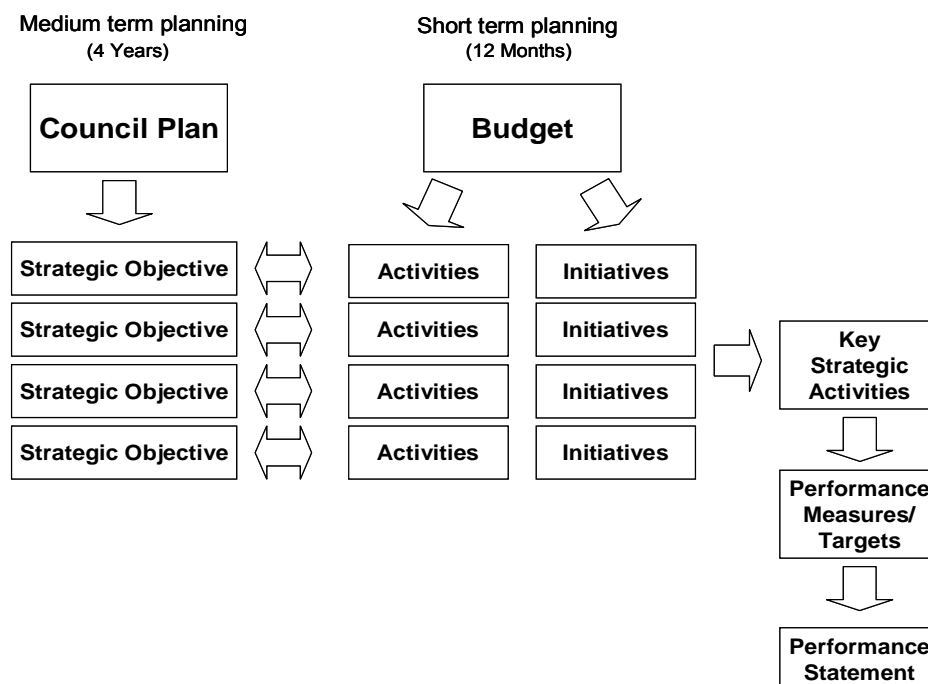 Medium term planning
(4 Years)
Short term planning
(12 Months)
Council Plan
Budget
Strategic Objective
Activities
Initiatives
Strategic Objective
Activities
Initiatives
Strategic Objective
Activities
Initiatives
Strategic Objective
Activities
Initiatives
Key
Strategic
Activities
Performance
Measures/
Targets
Performance
Statement